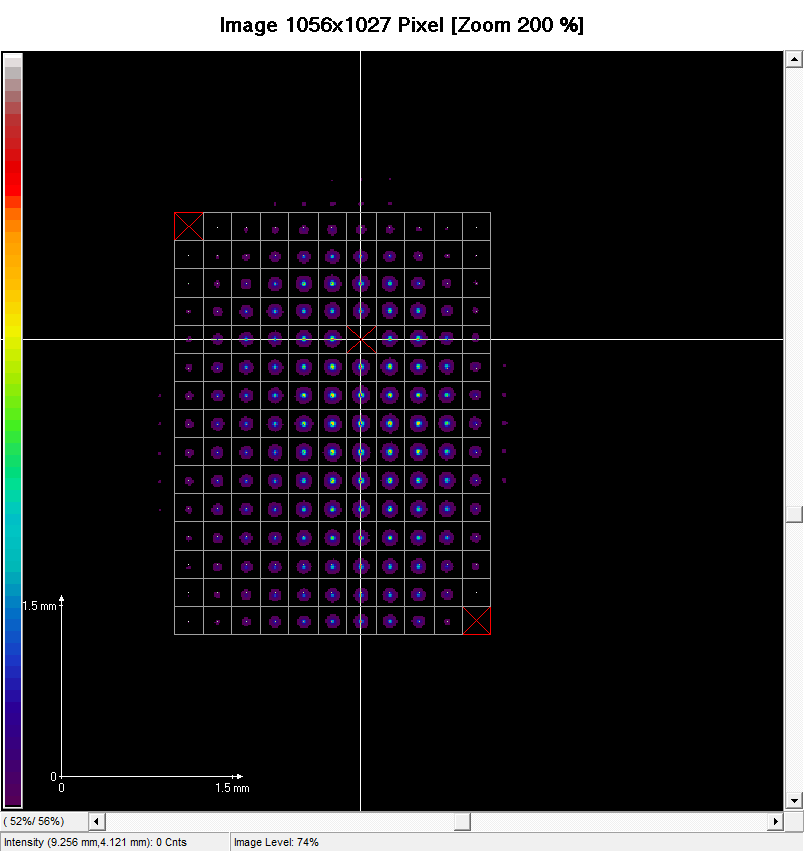 Image 1056x1027 Pixel [Zoom 200 %]
1.5 mm
0
0
1.5 mm
( 52%/ 56%)
Intensity (9.256 mm,4.121 mm): 0 Cnts
Image Level: 74%